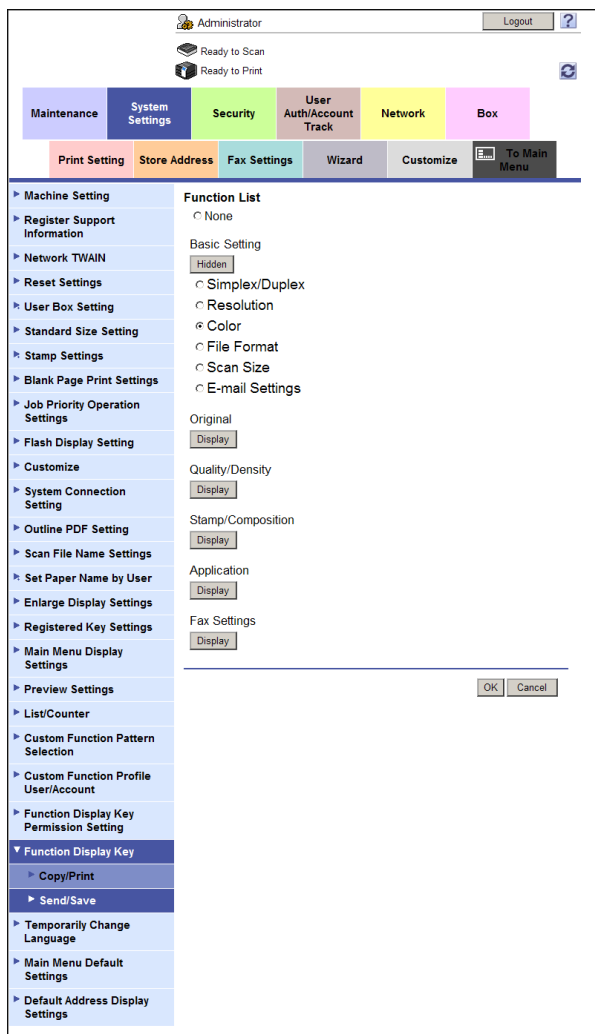 Administrator
Logout
?
Ready to Scan
Ready to Print
Maintenance
System
Settings
Security
User
Auth/Account
Track
Network
Box
Print Setting
Store Address
Fax Settings
Wizard
Customize
To Main
Menu
Machine Setting
Register Support
Information
Network TWAIN
Reset Settings
User Box Setting
Standard Size Setting
Stamp Settings
Blank Page Print Settings
Job Priority Operation
Settings
Flash Display Setting
Customize
System Connection
Setting
Outline PDF Setting
Scan File Name Settings
Set Paper Name by User
Enlarge Display Settings
Registered Key Settings
Main Menu Display
Settings
Preview Settings
List/Counter
Custom Function Pattern
Selection
Custom Function Profile
User/Account
Function Display Key
Permission Setting
Function Display Key
Copy/Print
Send/Save
Temporarily Change
Language
Main Menu Default
Settings
Default Address Display
Settings
Function List
None
Basic Setting
Hidden
Simplex/Duplex
Resolution
Color
File Format
Scan Size
E-mail Settings
Original
Display
Quality/Density
Display
Stamp/Composition
Display
Application
Display
Fax Settings
Display
OK
Cancel